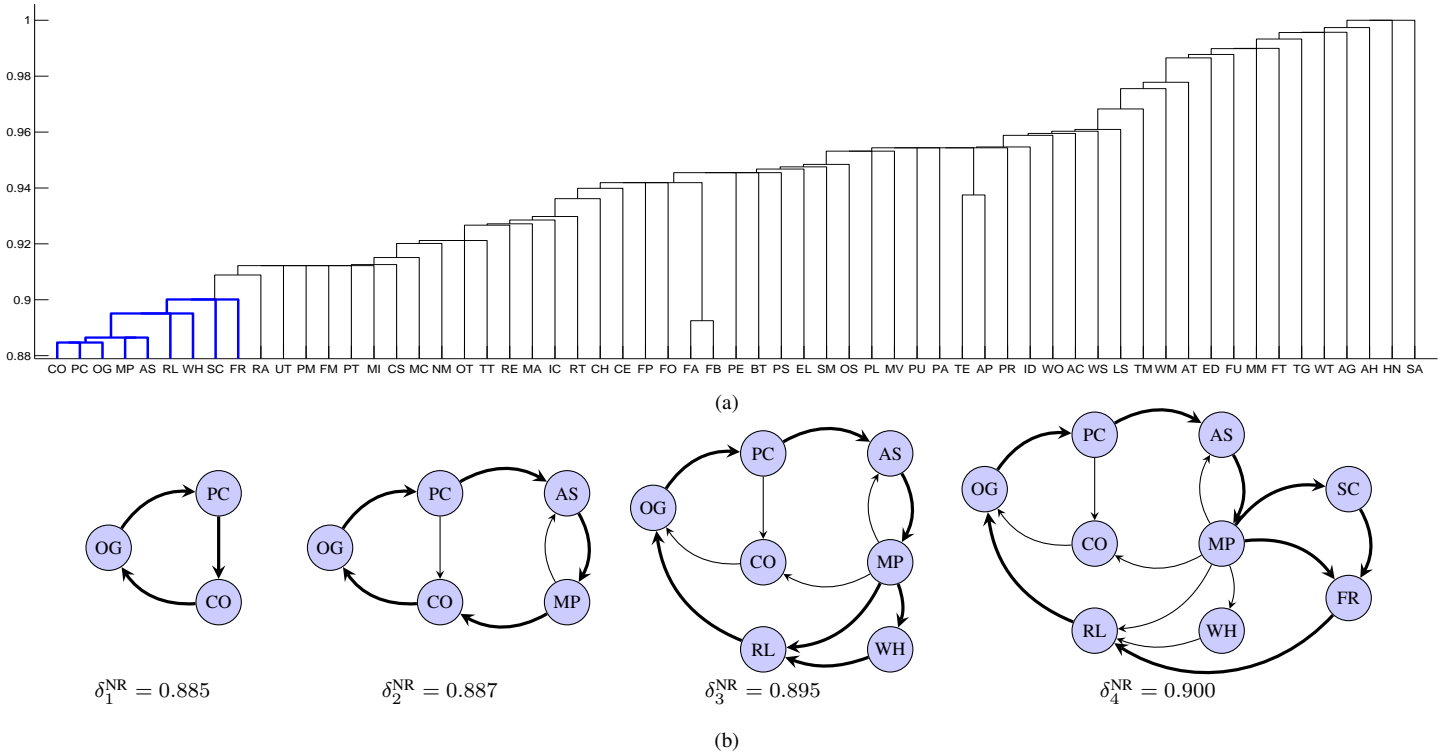 1
0.98
0.96
0.94
0.92
0.9
0.88
CO PC OG MP AS RL WH SC FR RA UT PM FM PT MI CS MC NM OT TT RE MA IC RT CH CE FP FO FA FB PE BT PS EL SM OS PL MV PU PA TE AP PR ID WO AC WS LS TM WM AT ED FU MM FT TG WT AG AH HN SA
(a)
PC
OG
CO
δ₁^NR = 0.885
PC
AS
OG
CO
MP
δ₂^NR = 0.887
PC
AS
OG
CO
MP
RL
WH
δ₃^NR = 0.895
PC
AS
OG
SC
CO
MP
FR
RL
WH
δ₄^NR = 0.900
(b)